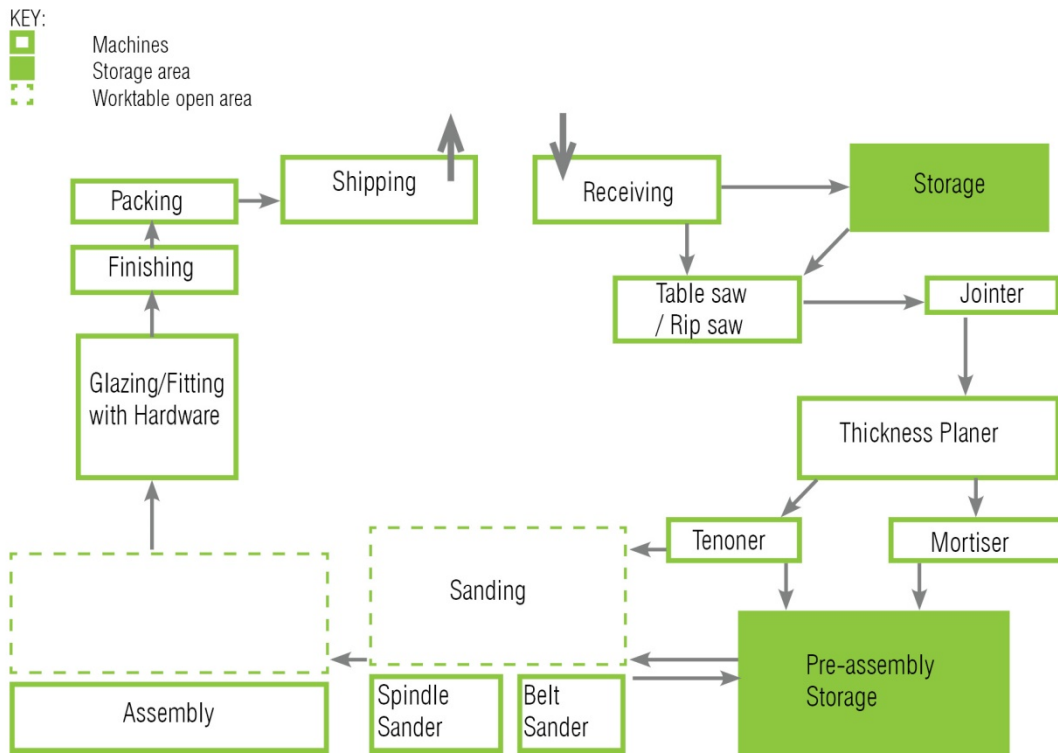 KEY:
Machines
Storage area
Worktable open area
Shipping
Receiving
Storage
Packing
Finishing
Table saw
/ Rip saw
Jointer
Glazing/Fitting
with Hardware
Thickness Planer
Tenoner
Mortiser
Sanding
Pre-assembly
Storage
Assembly
Spindle
Sander
Belt
Sander